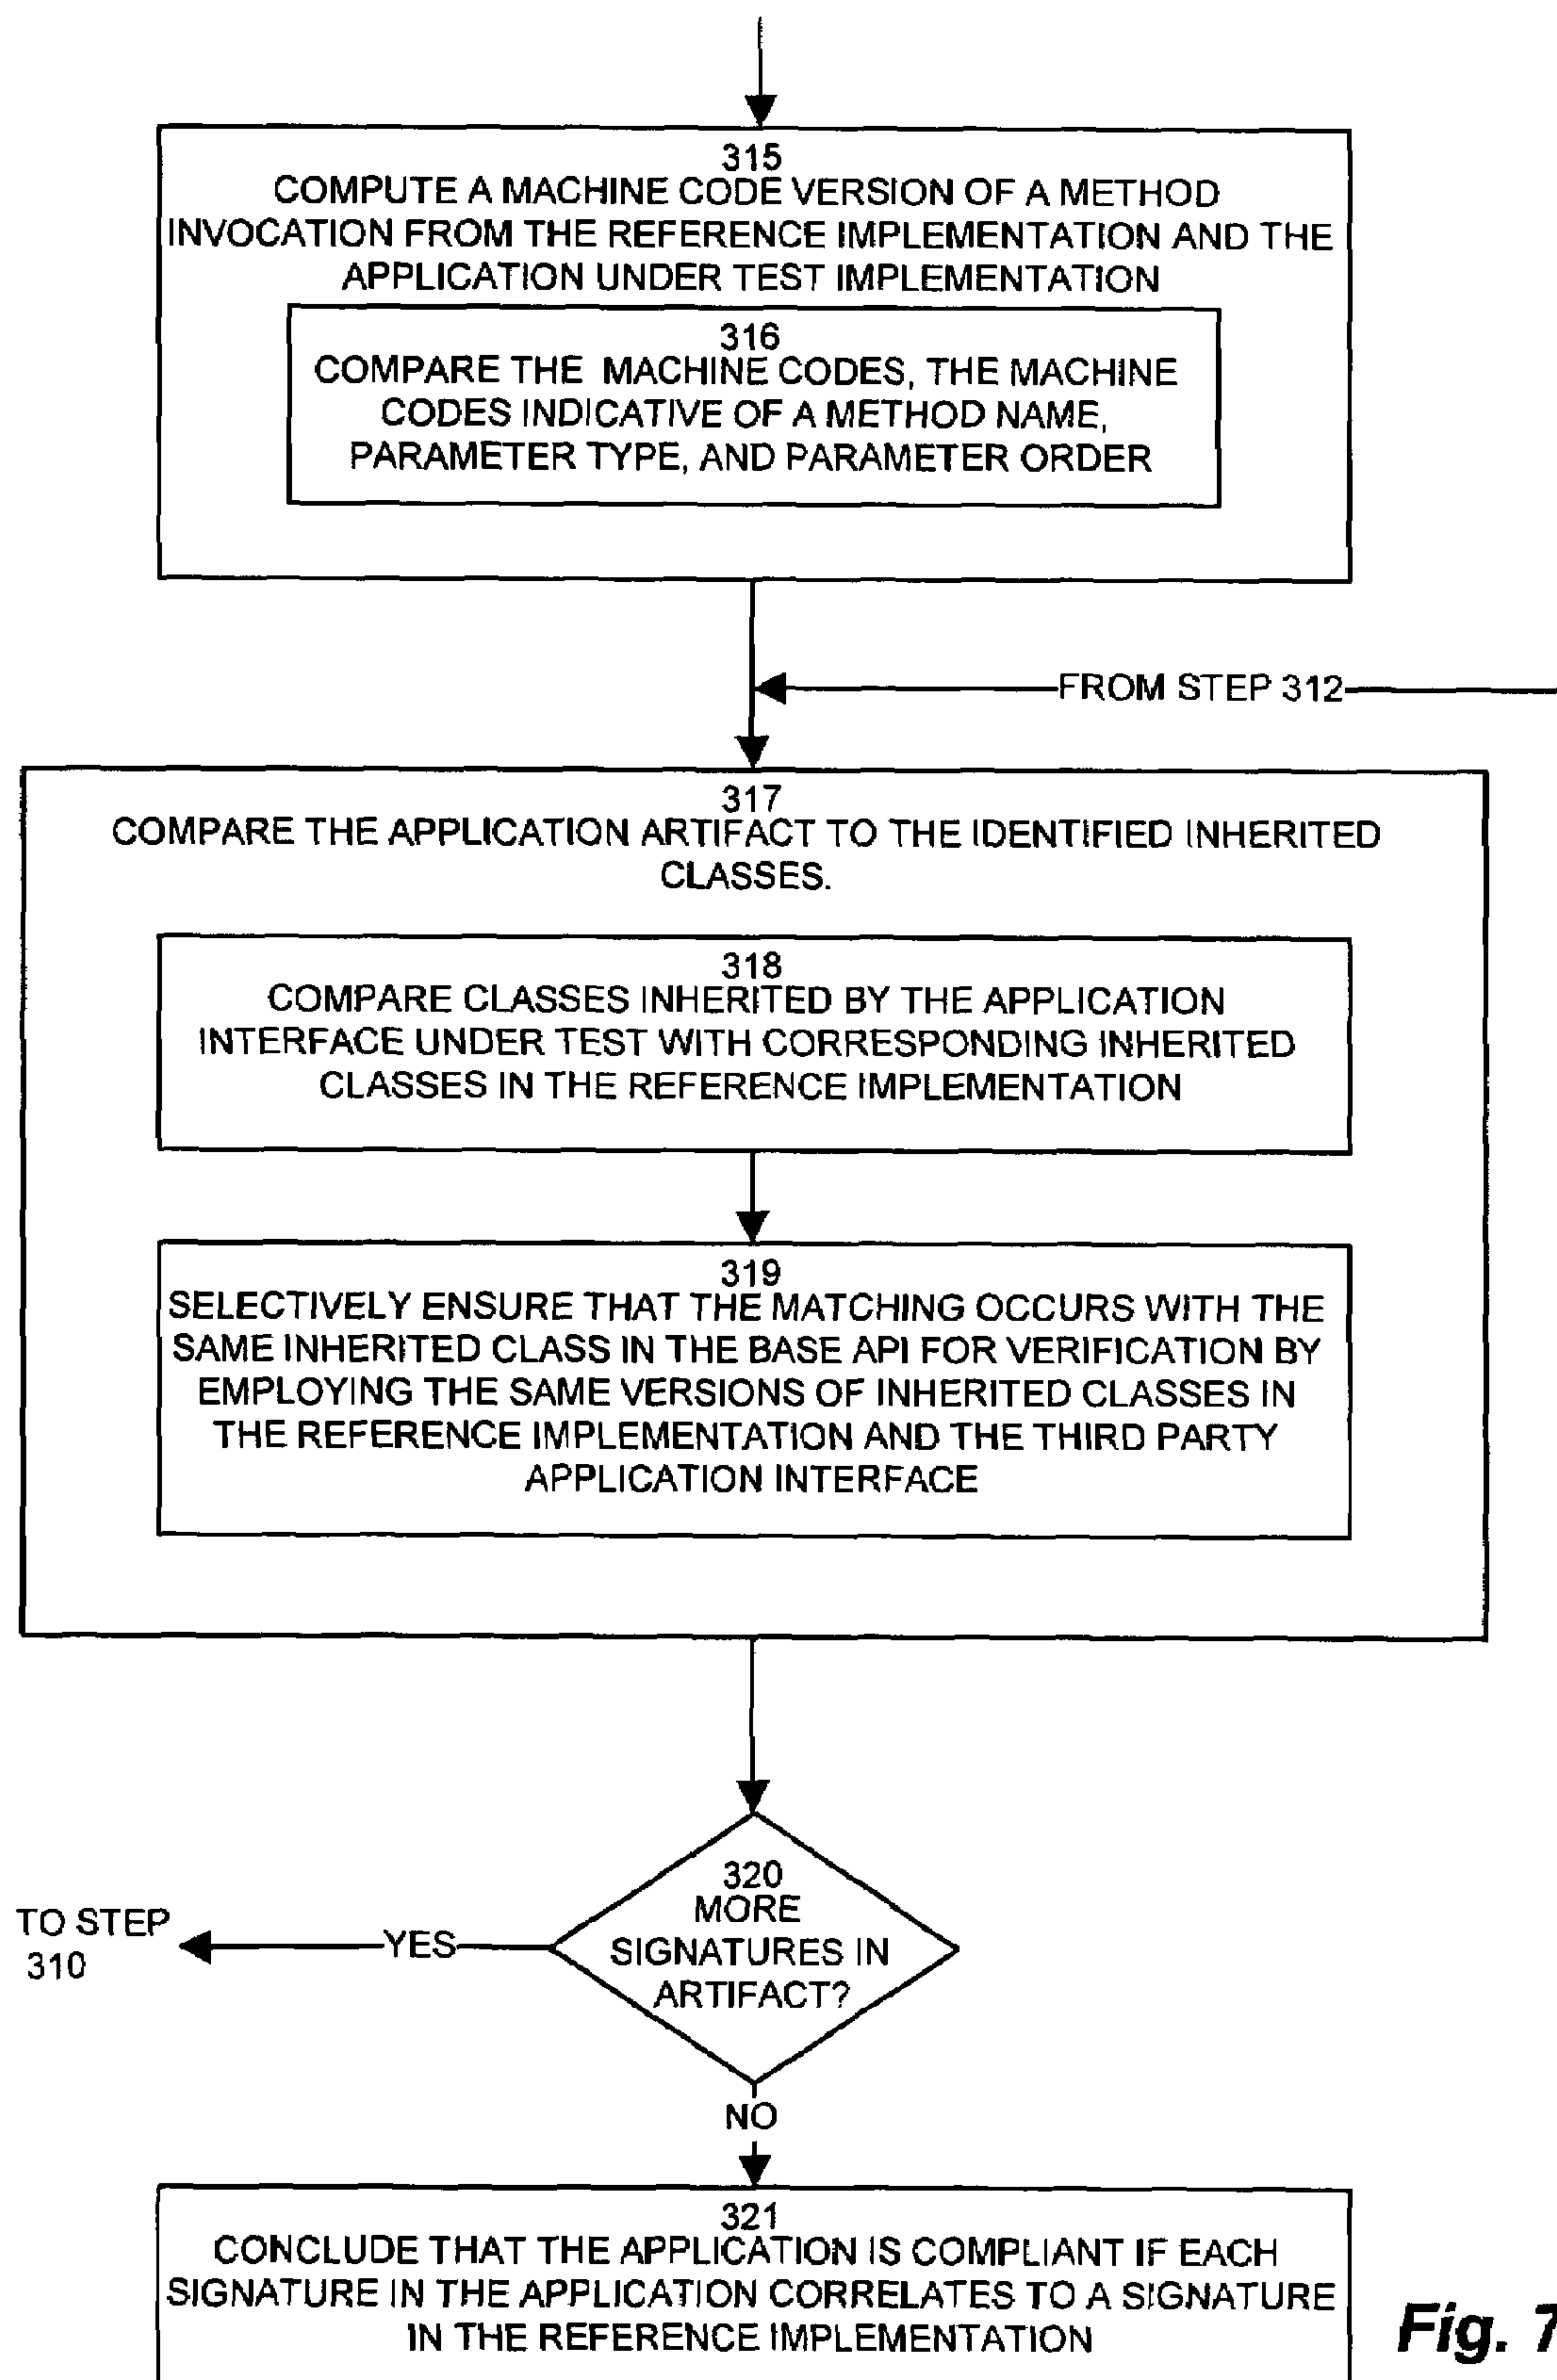 315
COMPUTE A MACHINE CODE VERSION OF A METHOD
INVOCATION FROM THE REFERENCE IMPLEMENTATION AND THE
APPLICATION UNDER TEST IMPLEMENTATION
316
COMPARE THE MACHINE CODES, THE MACHINE
CODES INDICATIVE OF A METHOD NAME,
PARAMETER TYPE, AND PARAMETER ORDER
FROM STEP 312
317
COMPARE THE APPLICATION ARTIFACT TO THE IDENTIFIED INHERITED
CLASSES.
318
COMPARE CLASSES INHERITED BY THE APPLICATION
INTERFACE UNDER TEST WITH CORRESPONDING INHERITED
CLASSES IN THE REFERENCE IMPLEMENTATION
319
SELECTIVELY ENSURE THAT THE MATCHING OCCURS WITH THE
SAME INHERITED CLASS IN THE BASE API FOR VERIFICATION BY
EMPLOYING THE SAME VERSIONS OF INHERITED CLASSES IN
THE REFERENCE IMPLEMENTATION AND THE THIRD PARTY
APPLICATION INTERFACE
320
MORE
SIGNATURES IN
ARTIFACT?
YES
TO STEP
310
NO
321
CONCLUDE THAT THE APPLICATION IS COMPLIANT IF EACH
SIGNATURE IN THE APPLICATION CORRELATES TO A SIGNATURE
IN THE REFERENCE IMPLEMENTATION
Fig. 7